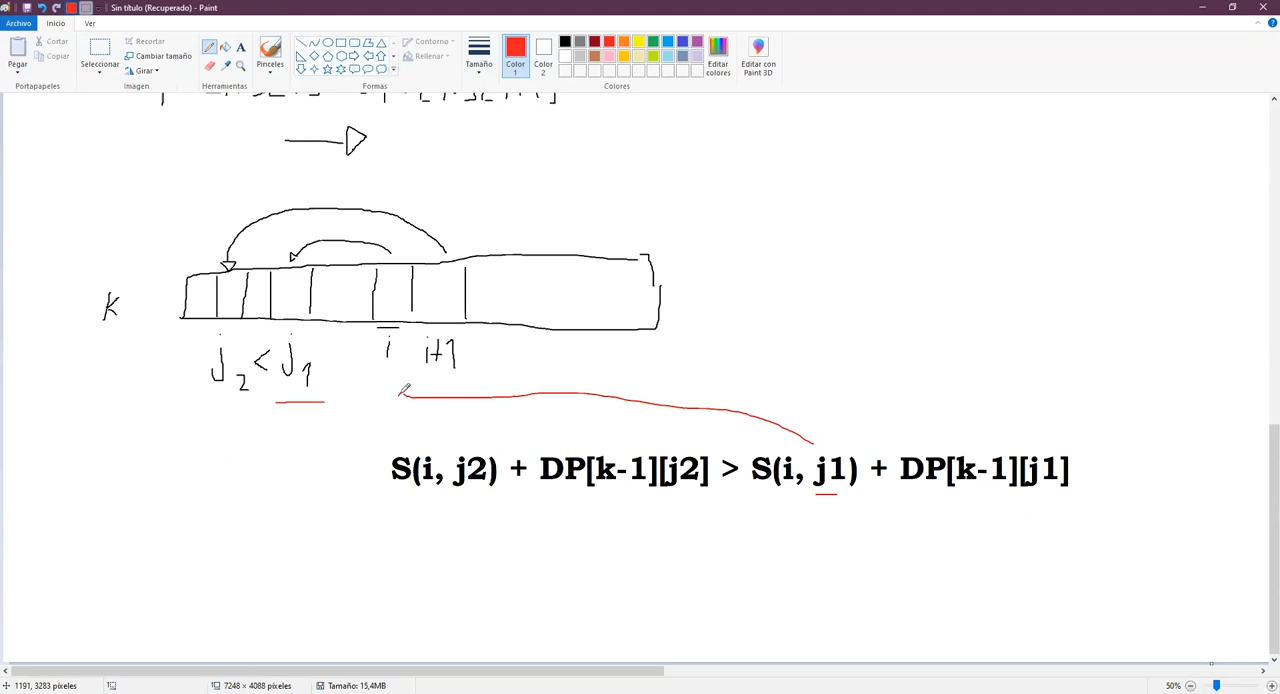 Sin título (Recuperado) - Paint
Archivo Inicio Ver
Pegar
Cortar
Copiar
Portapapeles
Seleccionar
Recortar
Cambiar tamaño
Girar
Imagen
A
Herramientas
Pinceles
Contorno
Rellenar
Formas
Tamaño
Color 1
Color 2
Editar colores
Colores
Editar con Paint 3D
k
j2 < j1 i i+1
S(i, j2) + DP[k-1][j2] > S(i, j1) + DP[k-1][j1]
1191, 3283 píxeles 7248 × 4088 píxeles Tamaño: 15,4MB 50%